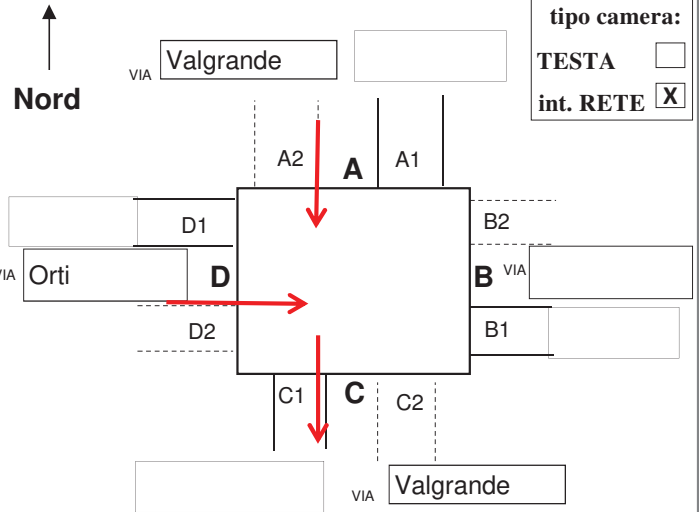 tipo camera:
TESTA
int. RETE X
Nord
VIA Valgrande
A2 A A1
D1 B2
VIA Orti D B VIA
D2 B1
C1 C C2
VIA Valgrande